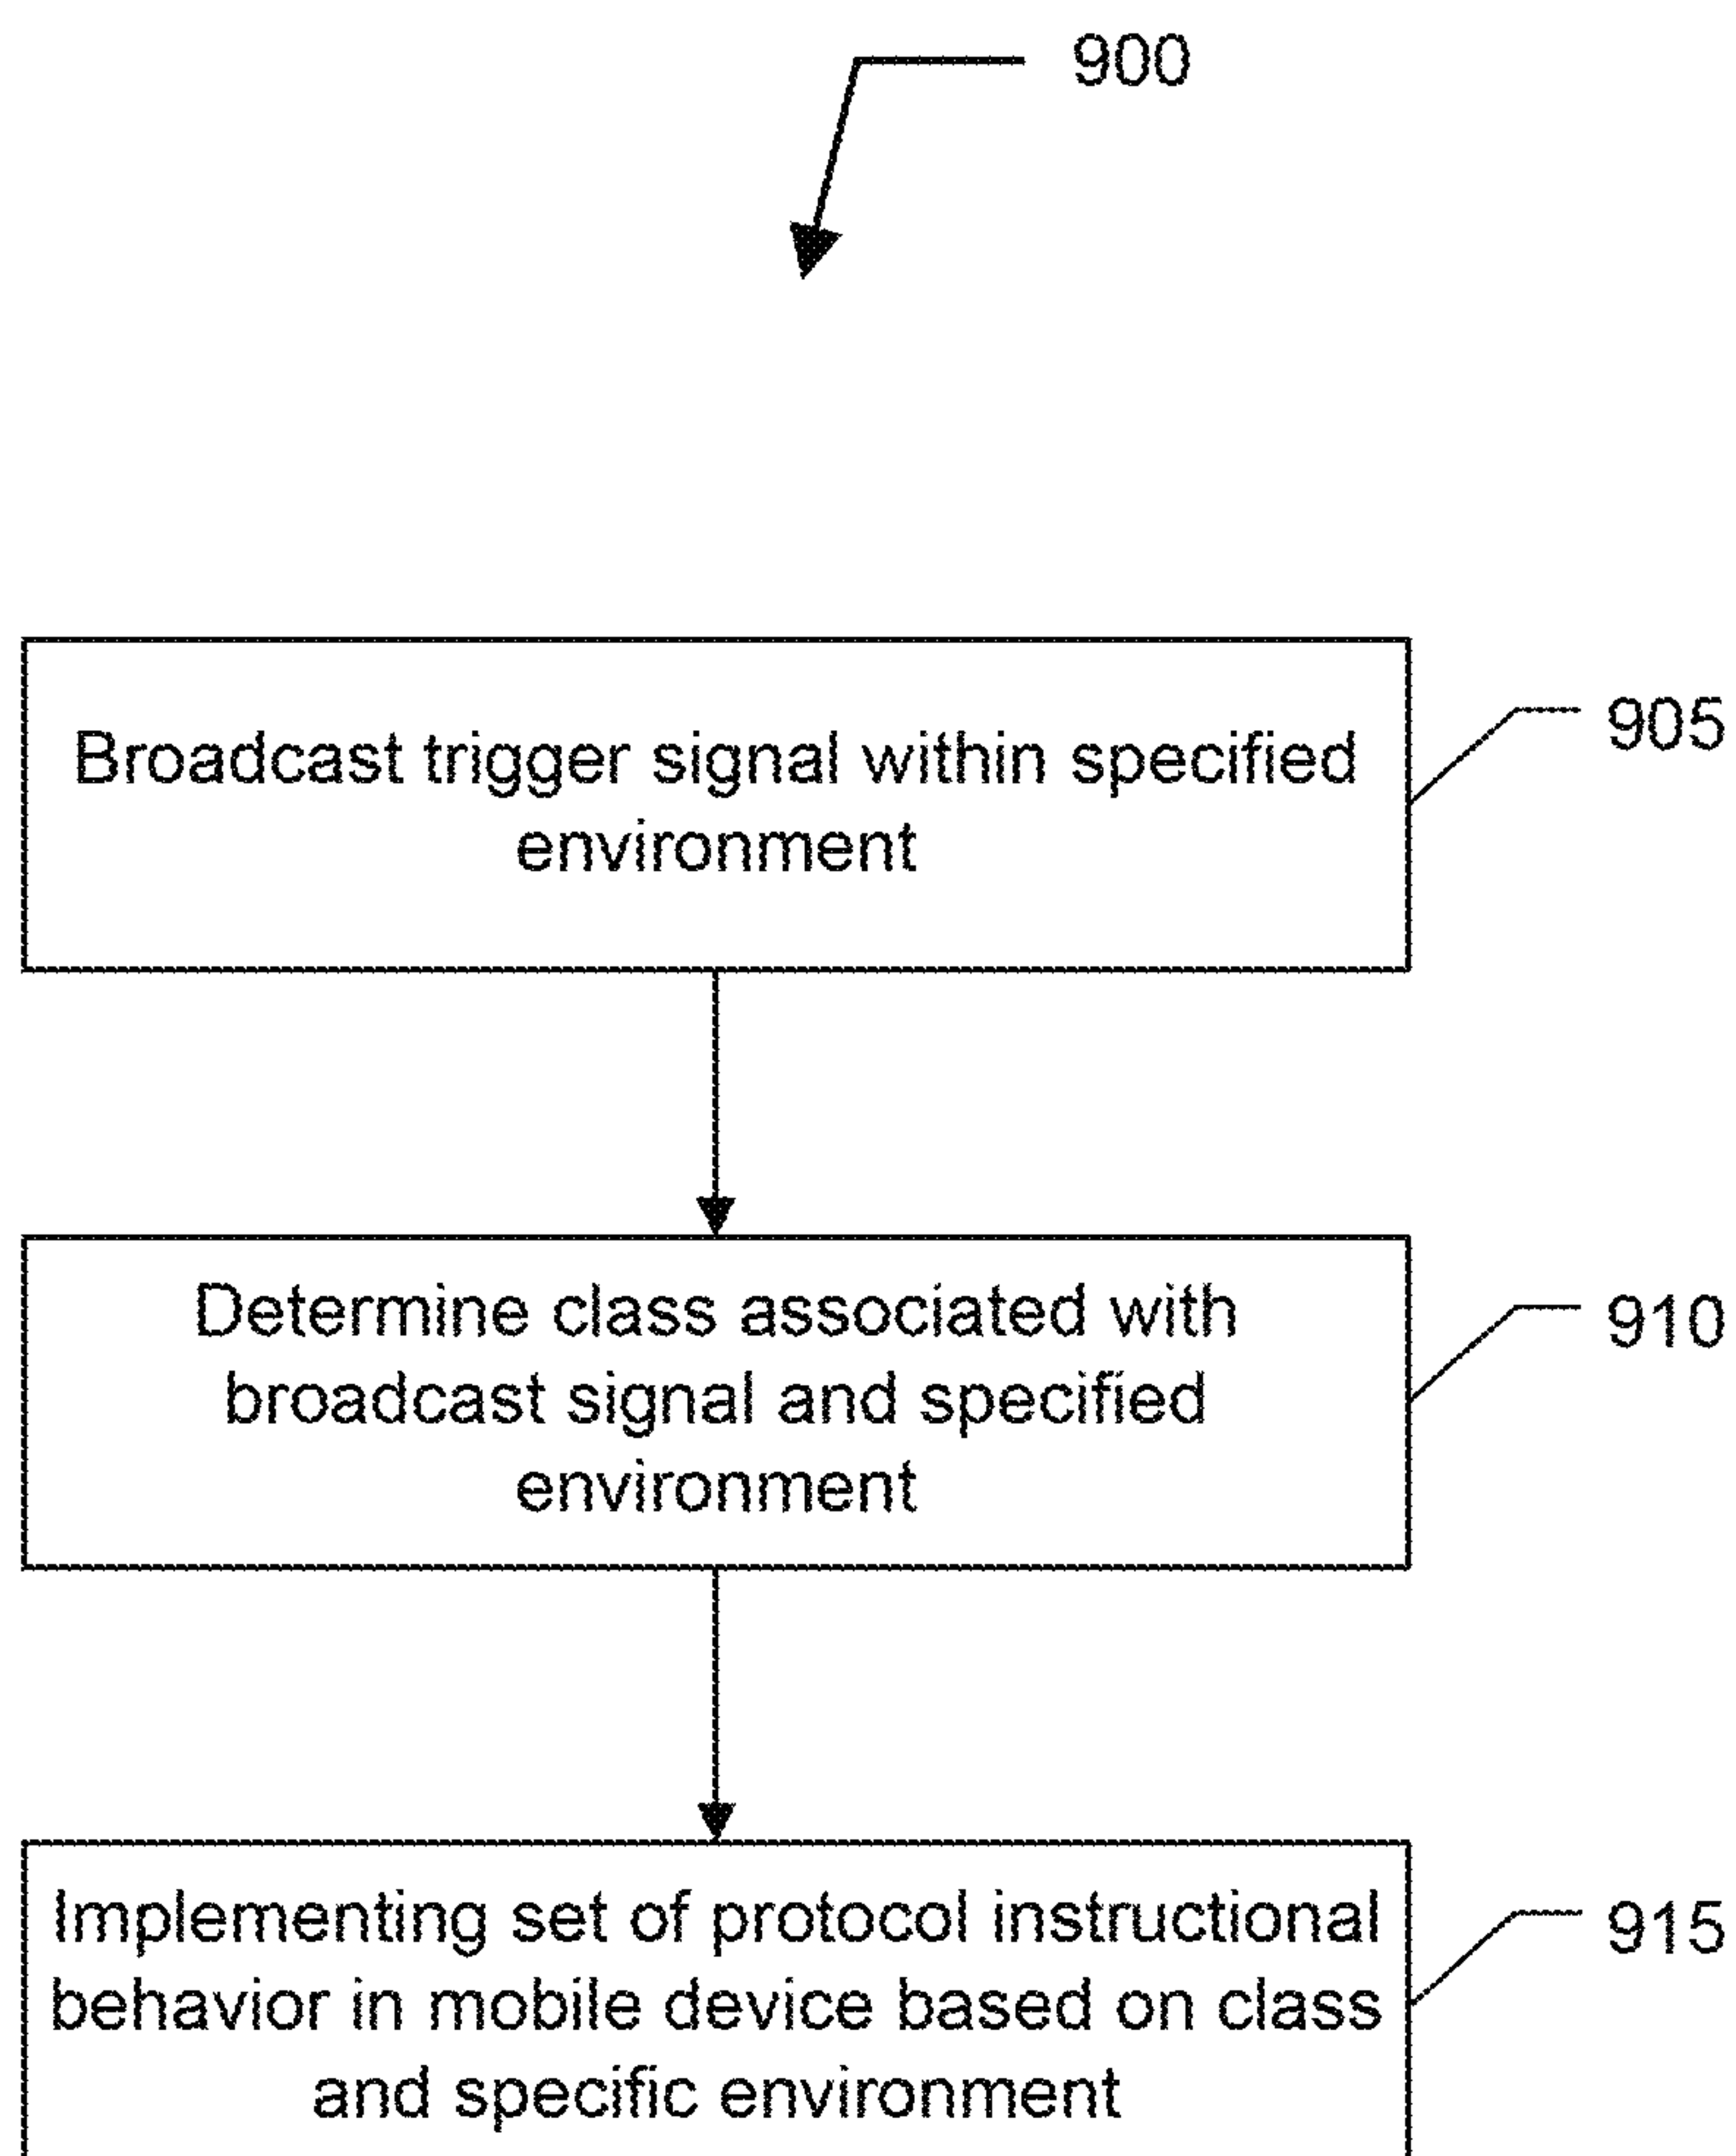 900
Broadcast trigger signal within specified
environment
905
Determine class associated with
broadcast signal and specified
environment
910
Implementing set of protocol instructional
behavior in mobile device based on class
and specific environment
915